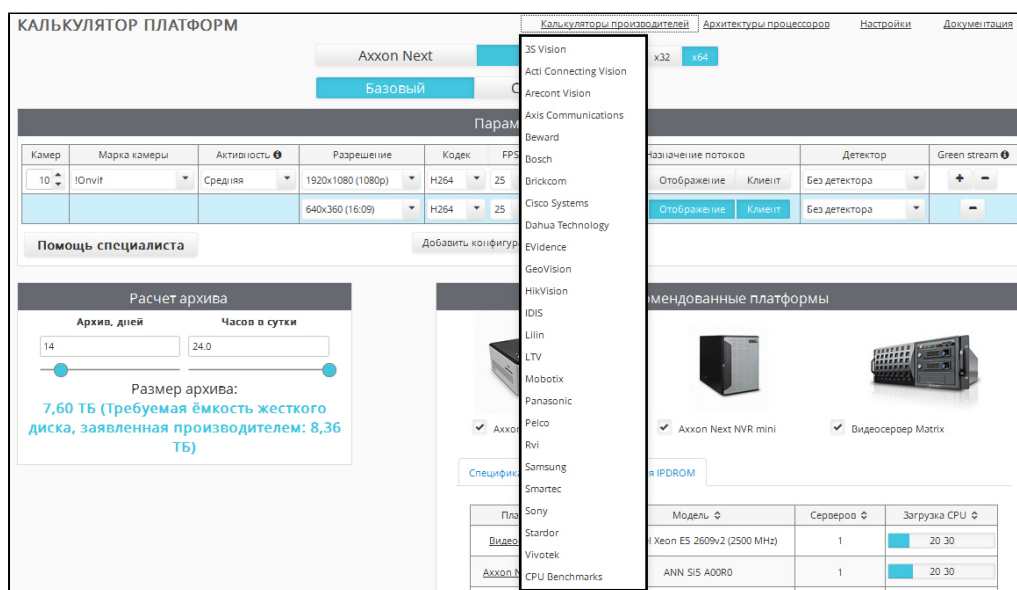 КАЛЬКУЛЯТОР ПЛАТФОРМ
Калькуляторы производителей Архитектуры процессоров Настройки Документация
Axxon Next x32 x64
Базовый
Парам
Камер Марка камеры Активность Разрешение Кодек FPS Назначение потоков Детектор Green stream
10 !Onvif Средняя 1920x1080 (1080p) H264 25 Отображение Клиент Без детектора + −
640x360 (16:09) H264 25 Отображение Клиент Без детектора −
Помощь специалиста Добавить конфигур
3S Vision
Acti Connecting Vision
Arecont Vision
Axis Communications
Beward
Bosch
Brickcom
Cisco Systems
Dahua Technology
EVidence
GeoVision
HikVision
IDIS
Lilin
LTV
Mobotix
Panasonic
Pelco
Rvi
Samsung
Smartec
Sony
Stardor
Vivotek
CPU Benchmarks
Расчет архива
Архив, дней Часов в сутки
14 24.0
Размер архива:
7,60 ТБ (Требуемая ёмкость жесткого
диска, заявленная производителем: 8,36
ТБ)
омендованные платформы
Axxon Next NVR mini Видеосервер Matrix
Специфика я IPDROM
Пла Модель Серверов Загрузка CPU
Видео l Xeon E5 2609v2 (2500 MHz) 1 20 30
Axxon N ANN Si5 A00R0 1 20 30